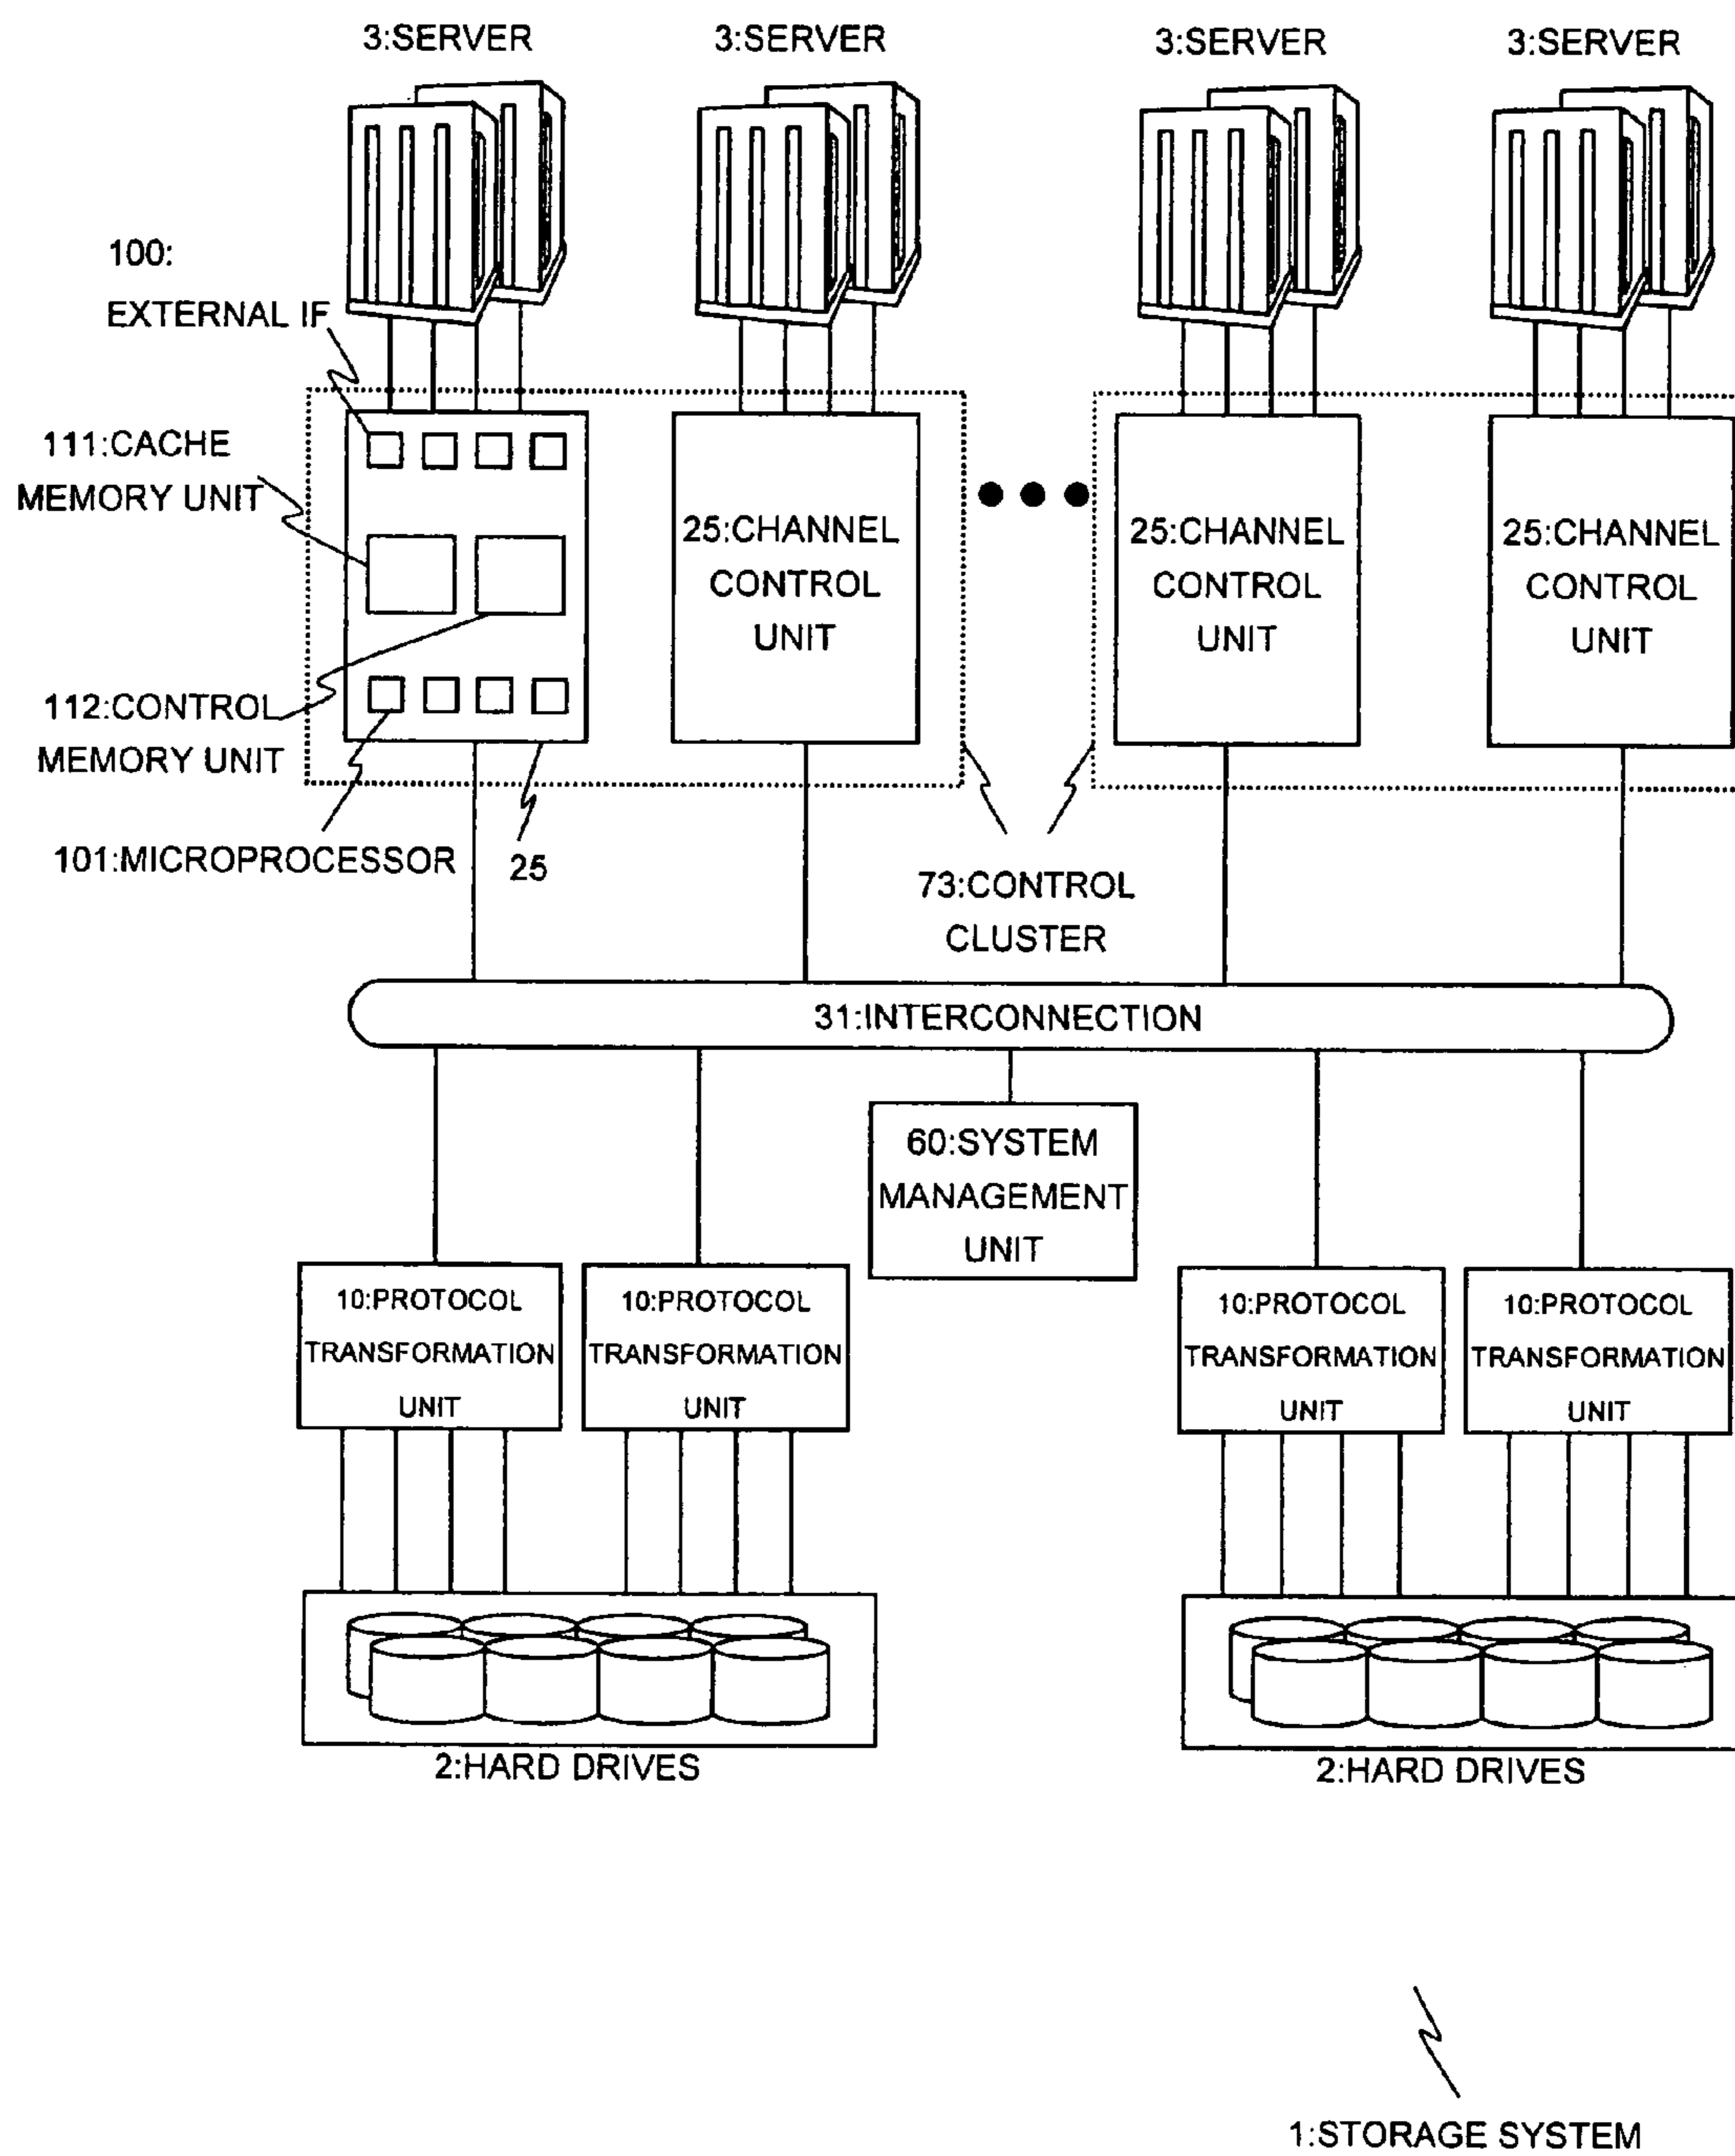 3:SERVER
3:SERVER
3:SERVER
3:SERVER
100:
EXTERNAL IF
111:CACHE
MEMORY UNIT
112:CONTROL
MEMORY UNIT
101:MICROPROCESSOR
25
25:CHANNEL
CONTROL
UNIT
25:CHANNEL
CONTROL
UNIT
25:CHANNEL
CONTROL
UNIT
73:CONTROL
CLUSTER
31:INTERCONNECTION
60:SYSTEM
MANAGEMENT
UNIT
10:PROTOCOL
TRANSFORMATION
UNIT
10:PROTOCOL
TRANSFORMATION
UNIT
10:PROTOCOL
TRANSFORMATION
UNIT
10:PROTOCOL
TRANSFORMATION
UNIT
2:HARD DRIVES
2:HARD DRIVES
1:STORAGE SYSTEM